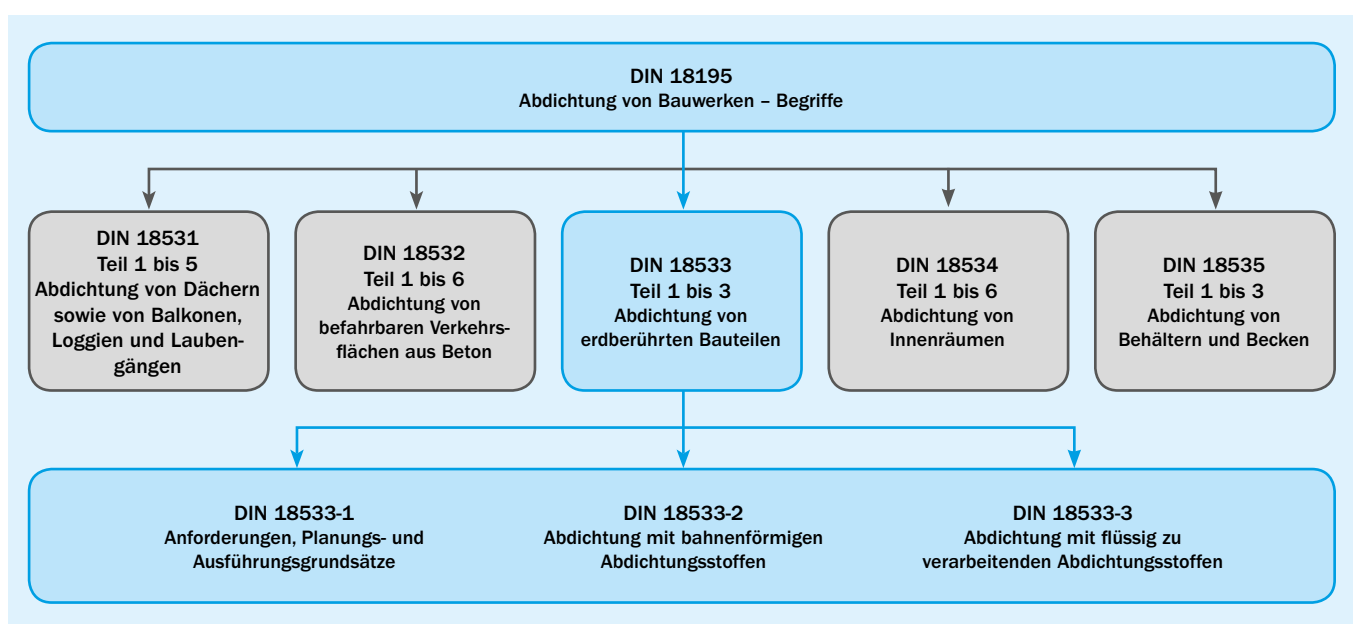 DIN 18195
Abdichtung von Bauwerken – Begriffe
DIN 18531
Teil 1 bis 5
Abdichtung von Dächern
sowie von Balkonen,
Loggien und Lauben-
gängen
DIN 18532
Teil 1 bis 6
Abdichtung von
befahrbaren Verkehrs-
flächen aus Beton
DIN 18533
Teil 1 bis 3
Abdichtung von
erdberührten Bauteilen
DIN 18534
Teil 1 bis 6
Abdichtung von
Innenräumen
DIN 18535
Teil 1 bis 3
Abdichtung von
Behältern und Becken
DIN 18533-1
Anforderungen, Planungs- und
Ausführungsgrundsätze
DIN 18533-2
Abdichtung mit bahnenförmigen
Abdichtungsstoffen
DIN 18533-3
Abdichtung mit flüssig zu
verarbeitenden Abdichtungsstoffen